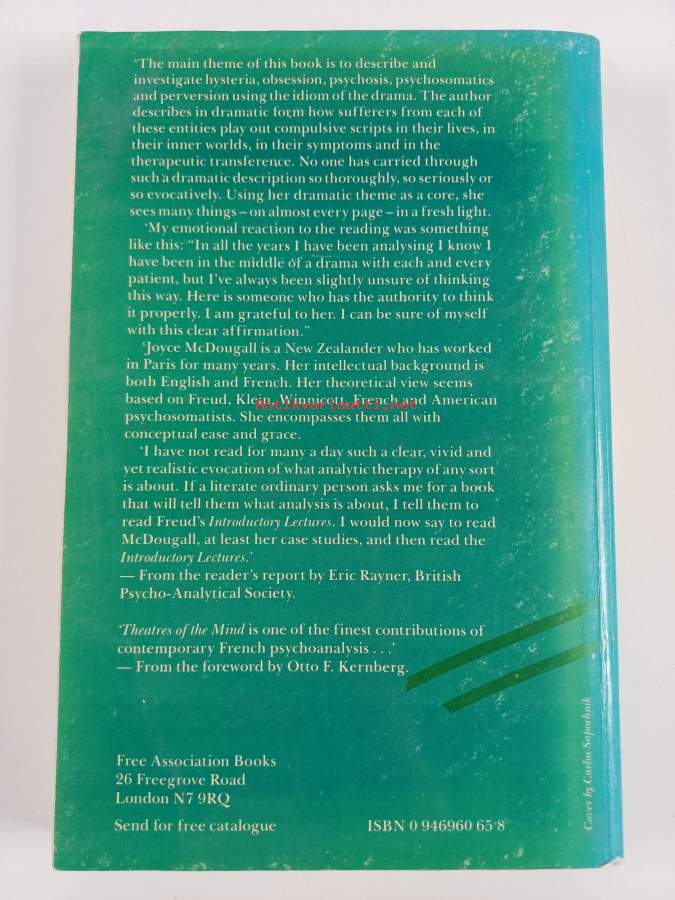 ‘The main theme of this book is to describe and
investigate hysteria, obsession, psychosis, psychosomatics
and perversion using the idiom of the drama. The author
describes in dramatic form how sufferers from each of
these entities play out compulsive scripts in their lives, in
their inner worlds, in their symptoms and in the
therapeutic transference. No one has carried through
such a dramatic description so thoroughly, so seriously or
so evocatively. Using her dramatic theme as a core, she
sees many things – on almost every page – in a fresh light.
‘My emotional reaction to the reading was something
like this: “In all the years I have been analysing I know I
have been in the middle of a drama with each and every
patient, but I’ve always been slightly unsure of thinking
this way. Here is someone who has the authority to think
it properly. I am grateful to her. I can be sure of myself
with this clear affirmation.”
‘Joyce McDougall is a New Zealander who has worked
in Paris for many years. Her intellectual background is
both English and French. Her theoretical view seems
based on Freud, Klein, Winnicott, French and American
Antikvariaatti.net
psychosomatists. She encompasses them all with
conceptual ease and grace.
‘I have not read for many a day such a clear, vivid and
yet realistic evocation of what analytic therapy of any sort
is about. If a literate ordinary person asks me for a book
that will tell them what analysis is about, I tell them to
read Freud’s Introductory Lectures. I would now say to read
McDougall, at least her case studies, and then read the
Introductory Lectures.’
— From the reader’s report by Eric Rayner, British
Psycho-Analytical Society.
‘Theatres of the Mind is one of the finest contributions of
contemporary French psychoanalysis . . .’
— From the foreword by Otto F. Kernberg.
Free Association Books
26 Freegrove Road
London N7 9RQ
Send for free catalogue
ISBN 0 946960 65 8
Cover by Carlos Sapochnik